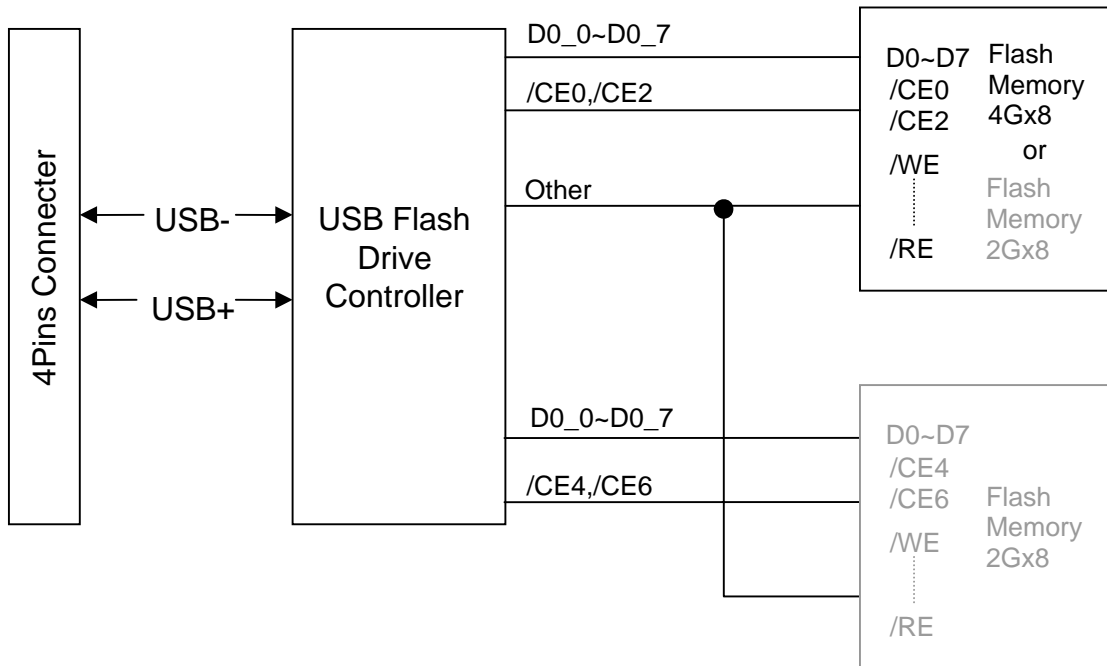 4Pins Connecter
USB-
USB+
USB Flash
Drive
Controller
D0_0~D0_7
/CE0,/CE2
Other
D0~D7
/CE0
/CE2
/WE
/RE
Flash
Memory
4Gx8
or
Flash
Memory
2Gx8
D0_0~D0_7
/CE4,/CE6
D0~D7
/CE4
/CE6
/WE
/RE
Flash
Memory
2Gx8